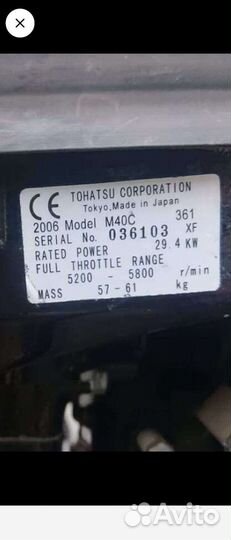 CE TOHATSU CORPORATION
Tokyo, Made in Japan
2006 Model M40C 361
SERIAL No. 036103 XF
RATED POWER 29.4 KW
FULL THROTTLE RANGE
5200 - 5800 r/min
MASS 57-61 kg
Avito